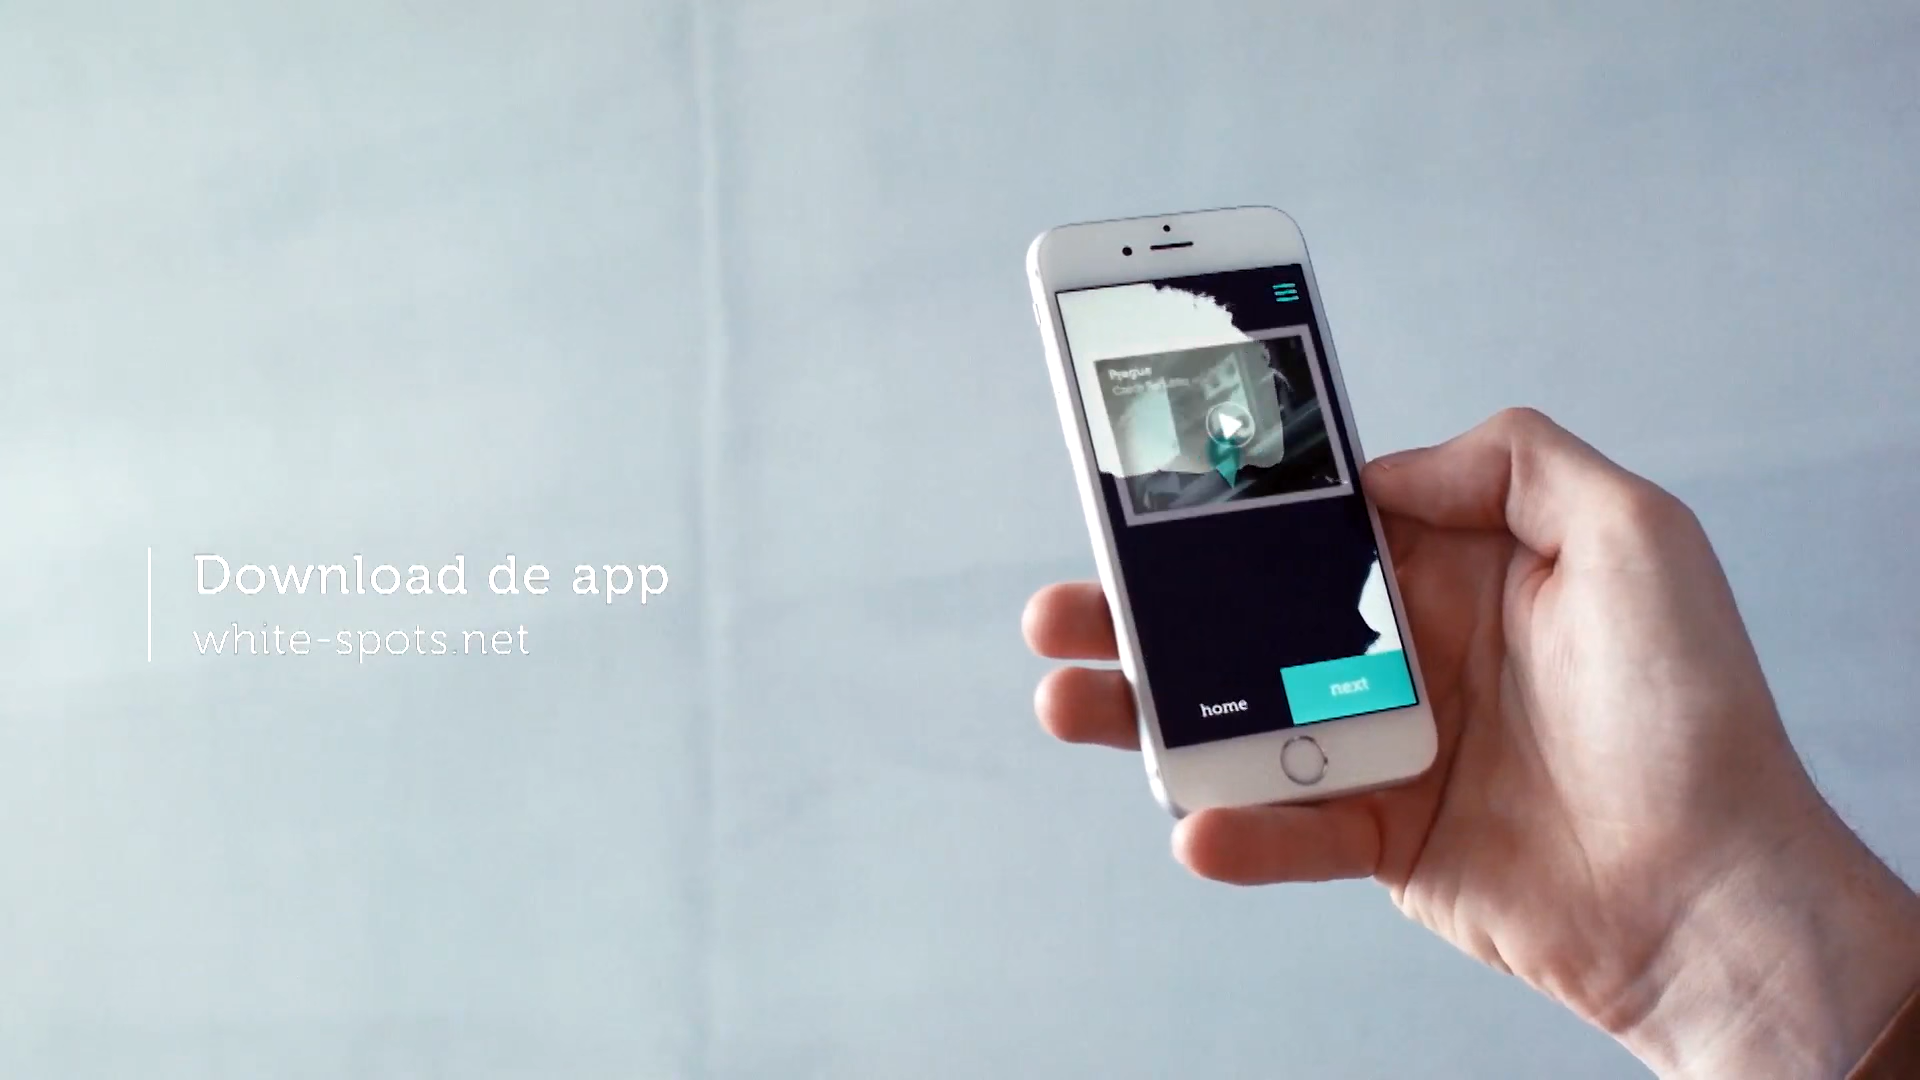 Download de app
white-spots.net
Prague
home
next